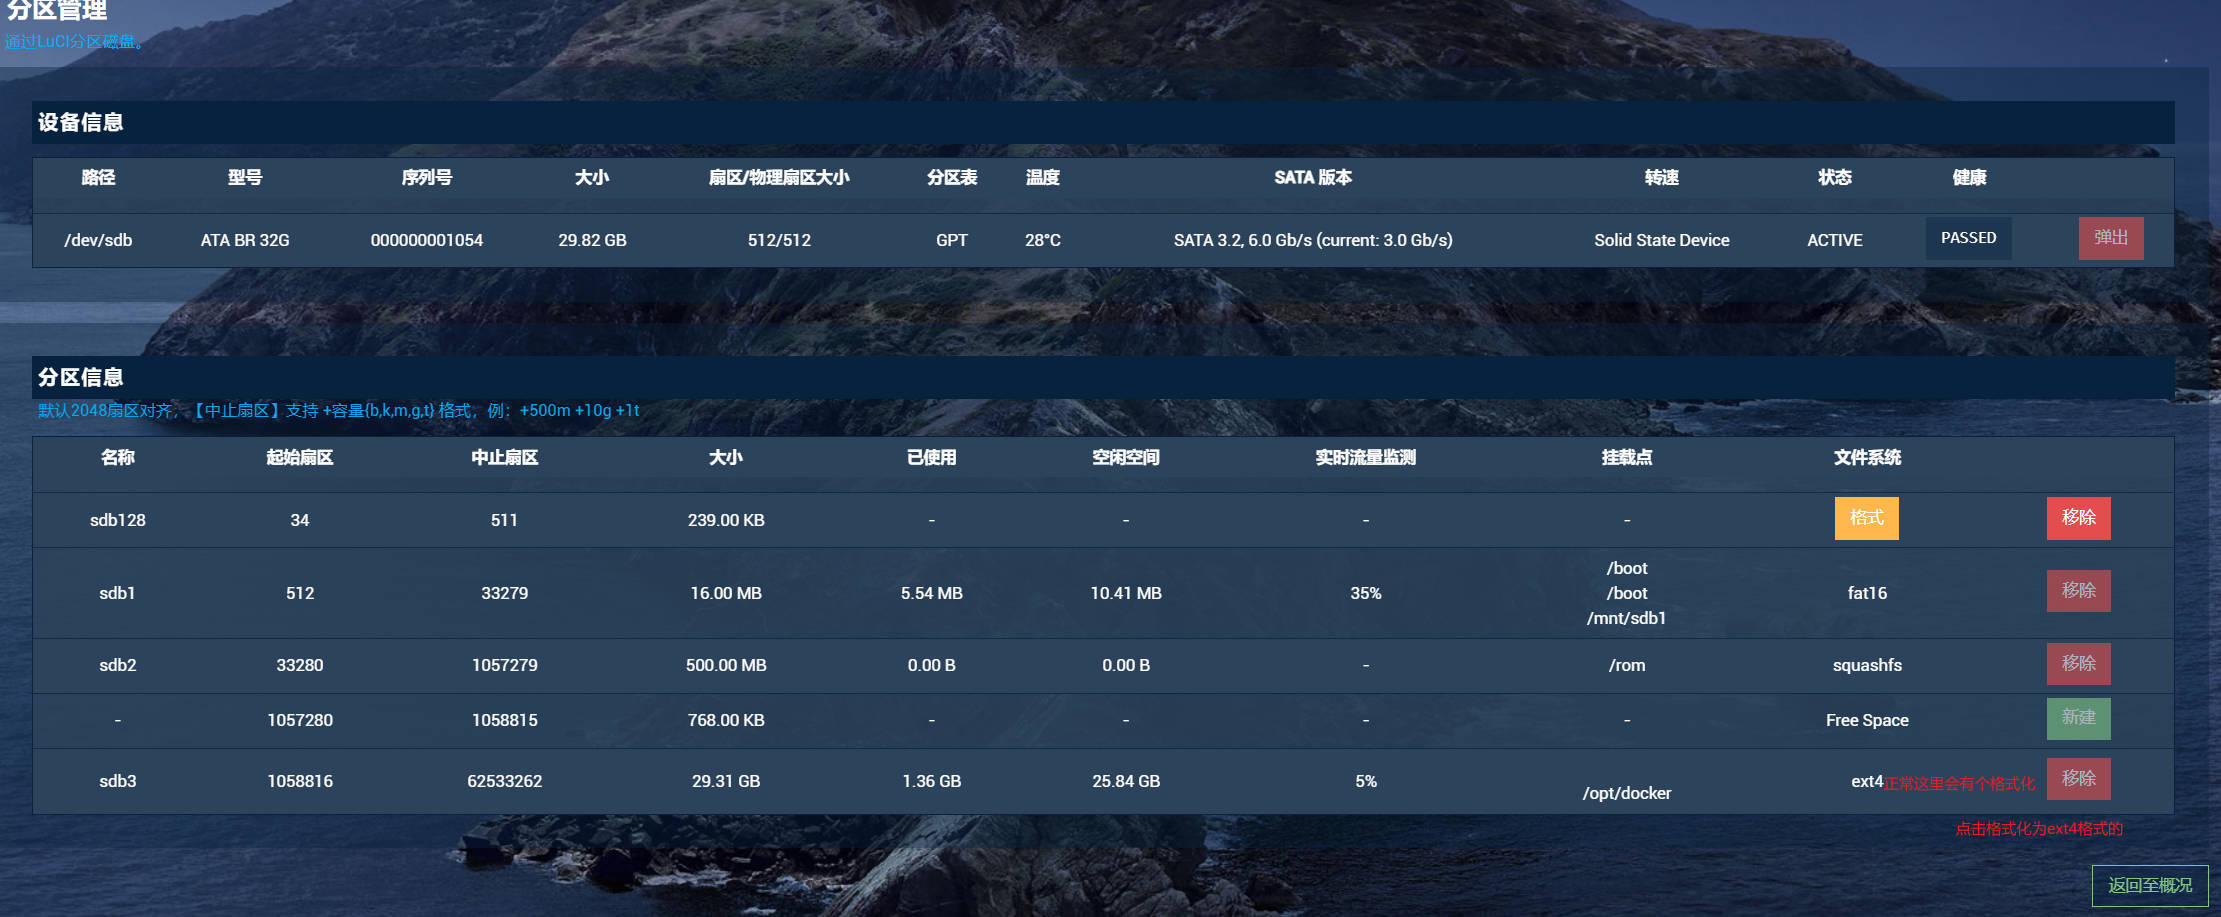 分区管理
通过LuCI分区磁盘。
设备信息
路径 型号 序列号 大小 扇区/物理扇区大小 分区表 温度 SATA 版本 转速 状态 健康
/dev/sdb ATA BR 32G 000000001054 29.82 GB 512/512 GPT 28°C SATA 3.2, 6.0 Gb/s (current: 3.0 Gb/s) Solid State Device ACTIVE PASSED 弹出
分区信息
默认2048扇区对齐，【中止扇区】支持 +容量{b,k,m,g,t} 格式，例：+500m +10g +1t
名称 起始扇区 中止扇区 大小 已使用 空闲空间 实时流量监测 挂载点 文件系统
sdb128 34 511 239.00 KB - - - - 格式 移除
/boot
sdb1 512 33279 16.00 MB 5.54 MB 10.41 MB 35% /boot fat16 移除
/mnt/sdb1
sdb2 33280 1057279 500.00 MB 0.00 B 0.00 B - /rom squashfs 移除
- 1057280 1058815 768.00 KB - - - - Free Space 新建
sdb3 1058816 62533262 29.31 GB 1.36 GB 25.84 GB 5% /opt/docker ext4 正常这里会有个格式化 移除
点击格式化为ext4格式的
返回至概况